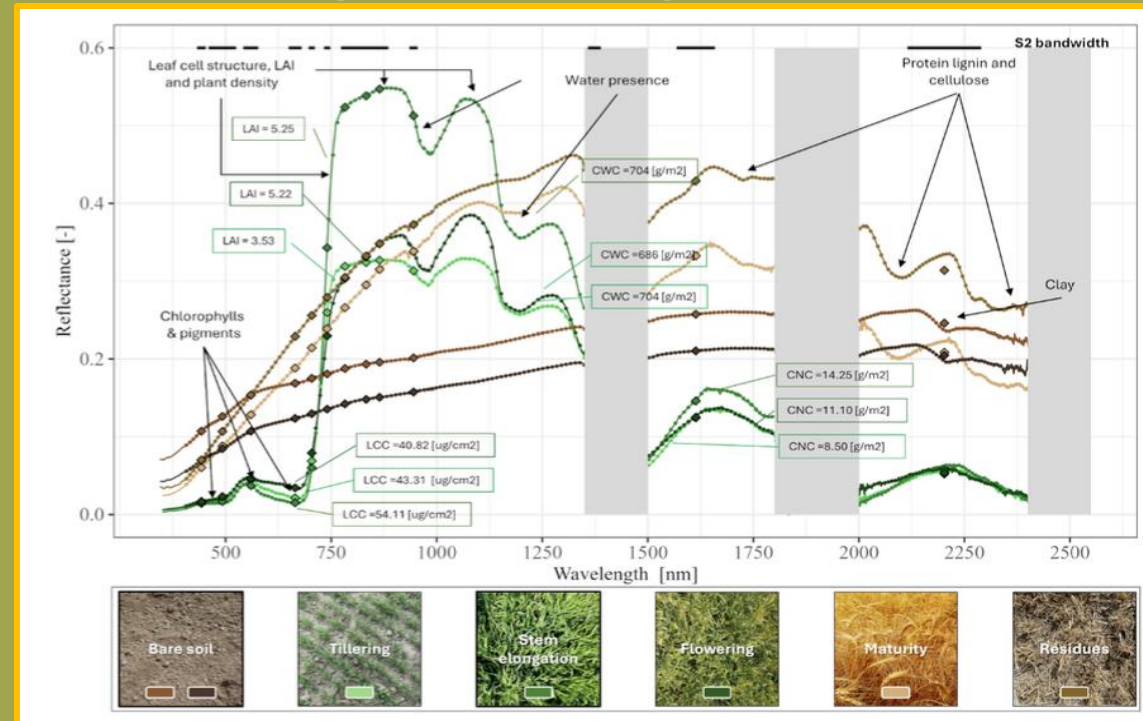 0.6
0.4
0.2
0.0
Reflectance [-]
S2 bandwidth
Leaf cell structure, LAI
and plant density
Water presence
Protein lignin and
cellulose
LAI = 5.25
LAI = 5.22
LAI = 3.53
CWC =704 [g/m2]
CWC =686 [g/m2]
CWC =704 [g/m2]
Clay
Chlorophylls
& pigments
CNC =14.25 [g/m2]
CNC =11.10 [g/m2]
CNC =8.50 [g/m2]
LCC =40.82 [ug/cm2]
LCC =43.31 [ug/cm2]
LCC =54.11 [ug/cm2]
500 750 1000 1250 1500 1750 2000 2250 2500
Wavelength [nm]
Bare soil
Tillering
Stem
elongation
Flowering
Maturity
Residues